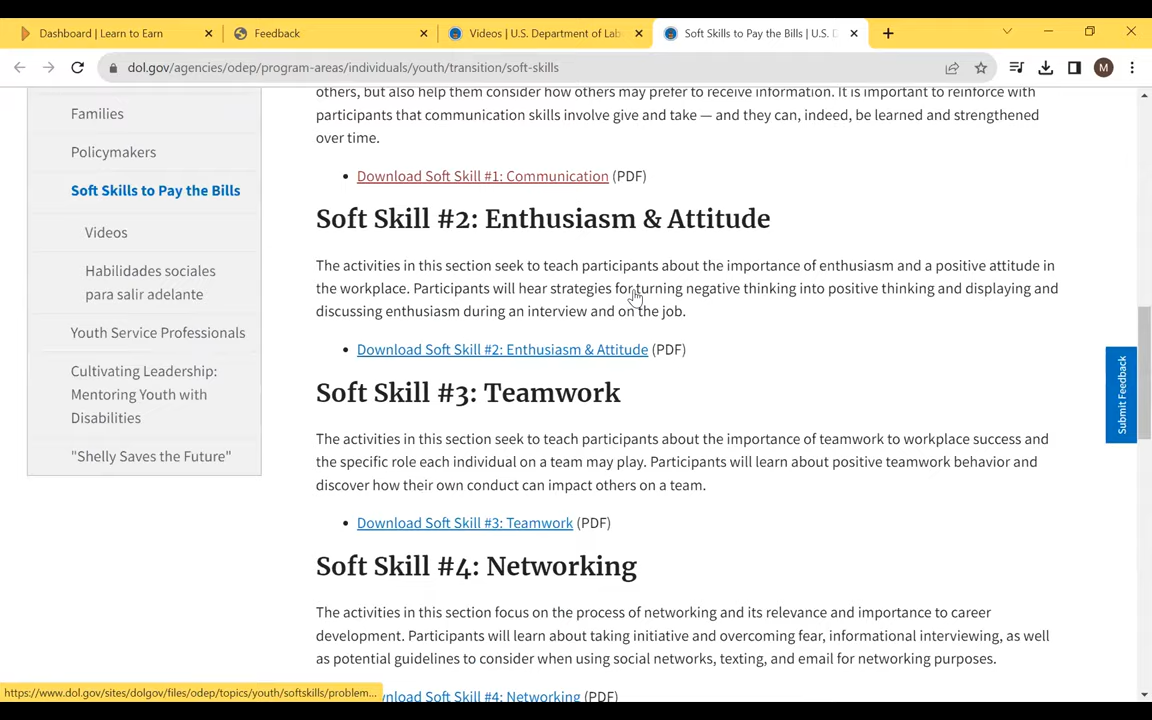 Dashboard | Learn to Earn
Feedback
Videos | U.S. Department of Lab
Soft Skills to Pay the Bills | U.S. D
dol.gov/agencies/odep/program-areas/individuals/youth/transition/soft-skills
M
Families
Policymakers
Soft Skills to Pay the Bills
Videos
Habilidades sociales
para salir adelante
Youth Service Professionals
Cultivating Leadership:
Mentoring Youth with
Disabilities
"Shelly Saves the Future"
others, but also help them consider how others may prefer to receive information. It is important to reinforce with
participants that communication skills involve give and take — and they can, indeed, be learned and strengthened
over time.
• Download Soft Skill #1: Communication (PDF)
Soft Skill #2: Enthusiasm & Attitude
The activities in this section seek to teach participants about the importance of enthusiasm and a positive attitude in
the workplace. Participants will hear strategies for turning negative thinking into positive thinking and displaying and
discussing enthusiasm during an interview and on the job.
• Download Soft Skill #2: Enthusiasm & Attitude (PDF)
Soft Skill #3: Teamwork
The activities in this section seek to teach participants about the importance of teamwork to workplace success and
the specific role each individual on a team may play. Participants will learn about positive teamwork behavior and
discover how their own conduct can impact others on a team.
• Download Soft Skill #3: Teamwork (PDF)
Soft Skill #4: Networking
The activities in this section focus on the process of networking and its relevance and importance to career
development. Participants will learn about taking initiative and overcoming fear, informational interviewing, as well
as potential guidelines to consider when using social networks, texting, and email for networking purposes.
nload Soft Skill #4: Networking (PDF)
Submit Feedback
https://www.dol.gov/sites/dolgov/files/odep/topics/youth/softskills/problem...